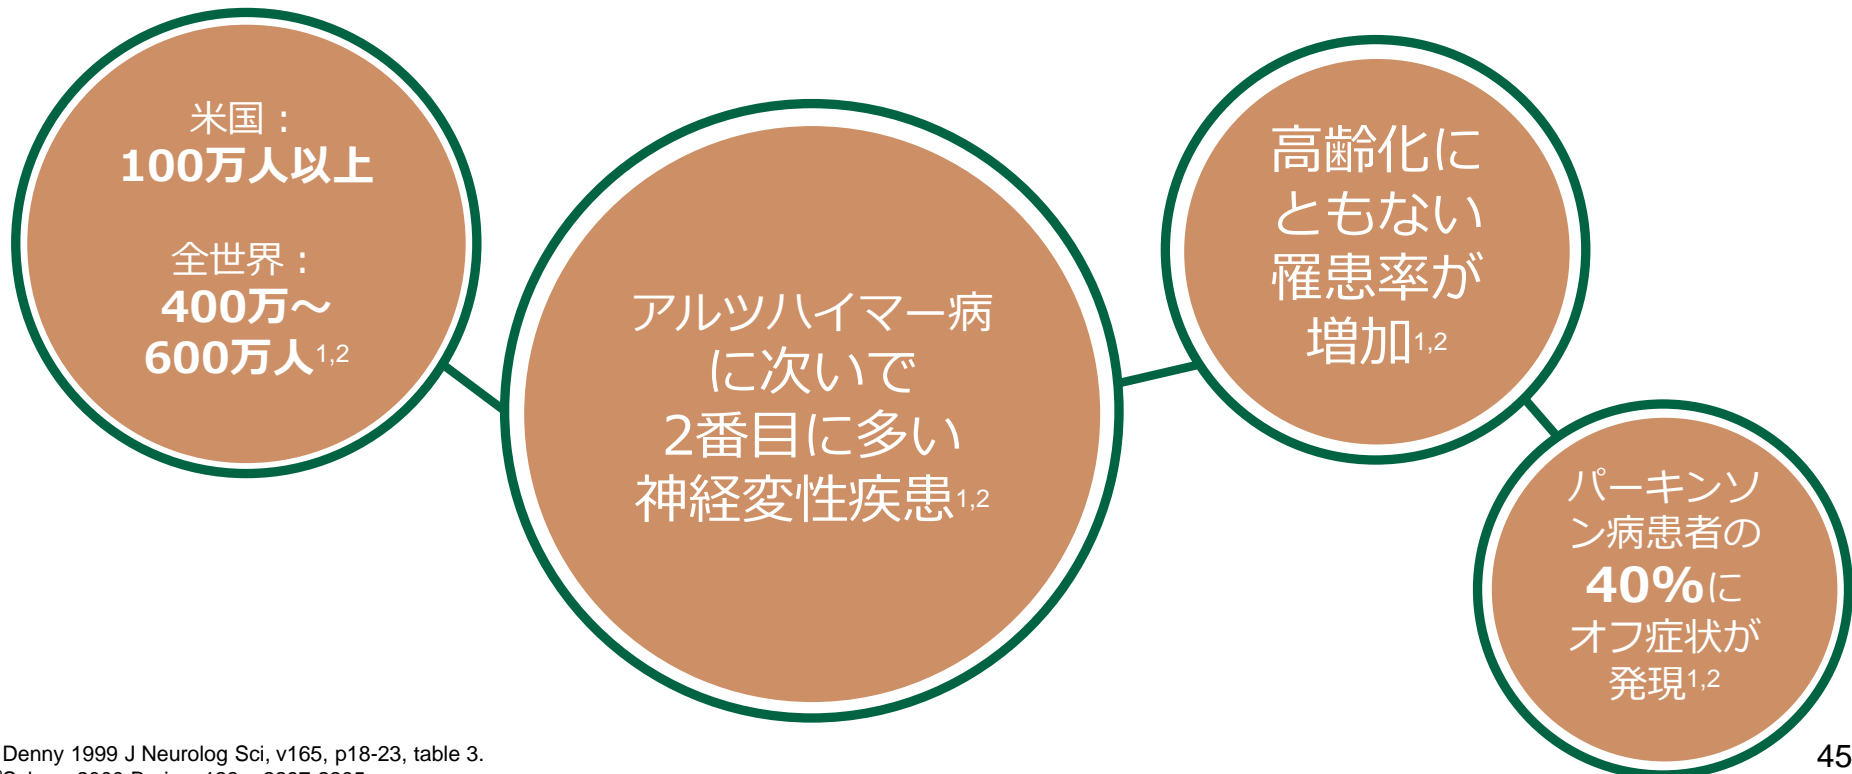 米国：
100万人以上
全世界：
400万～
600万人1,2
アルツハイマー病
に次いで
2番目に多い
神経変性疾患1,2
高齢化に
ともない
罹患率が
増加1,2
パーキンソ
ン病患者の
40%に
オフ症状が
発現1,2
Denny 1999 J Neurolog Sci, v165, p18-23, table 3.
45